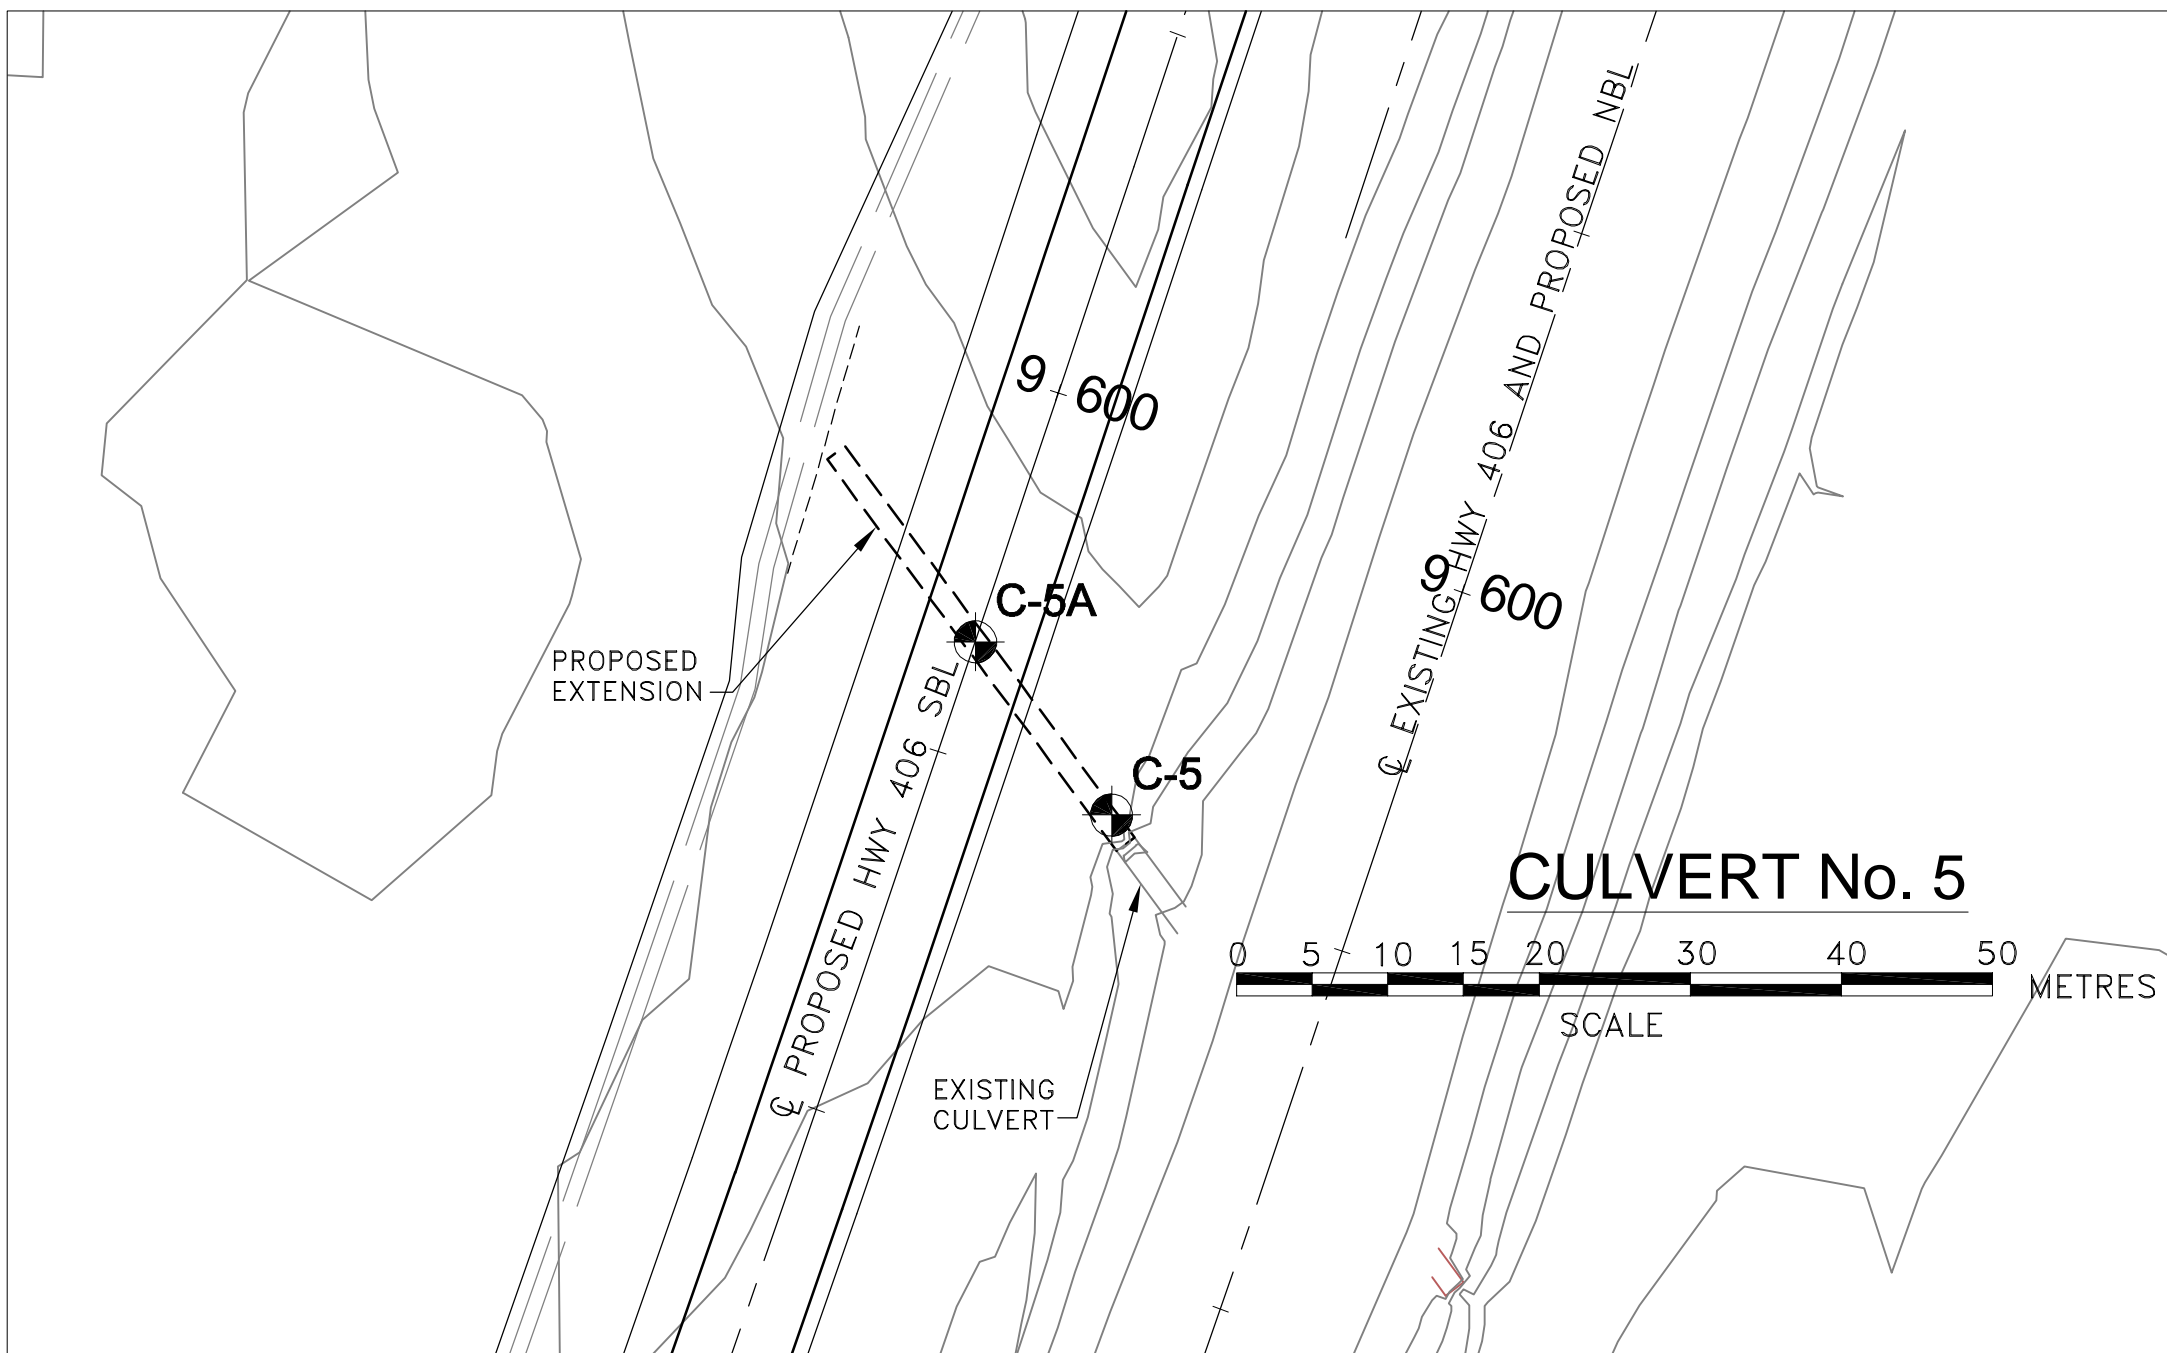 ℄ EXISTING HWY 406 AND PROPOSED NBL
9 600
C-5A
9 600
PROPOSED
EXTENSION
℄ PROPOSED HWY 406 SBL
C-5
CULVERT No. 5
0 5 10 15 20 30 40 50
METRES
SCALE
EXISTING
CULVERT